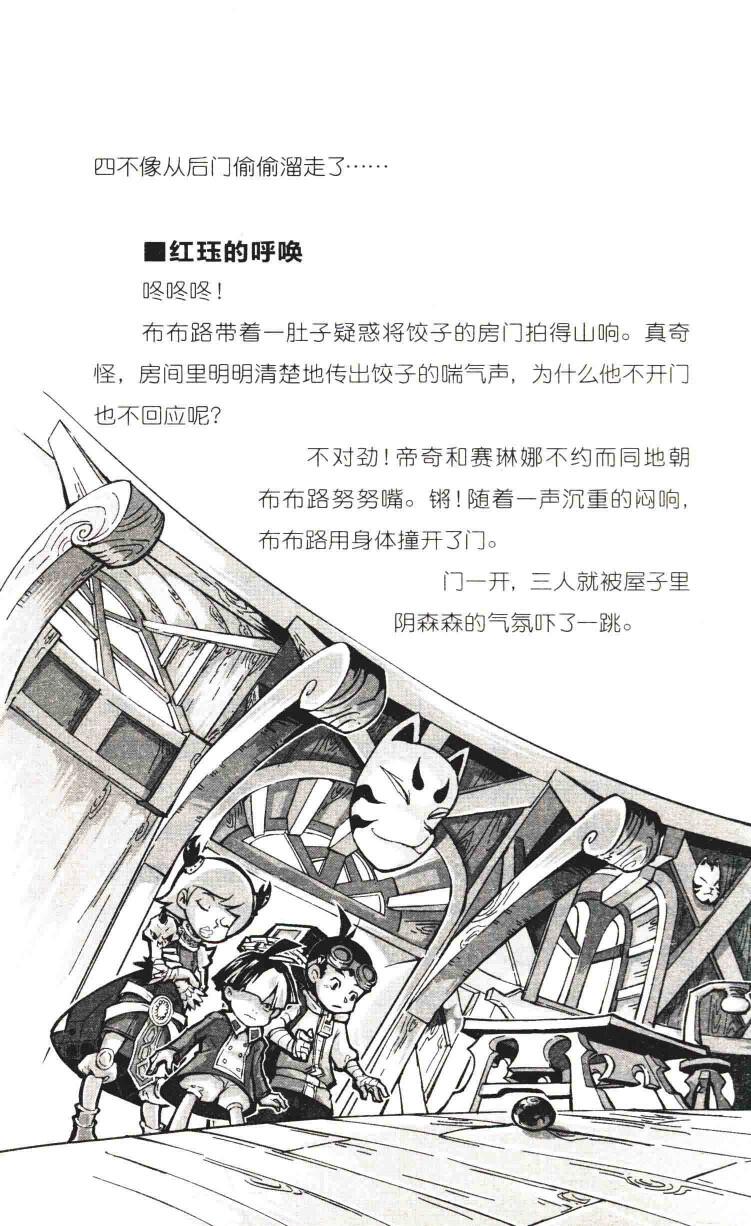 四不像从后门偷偷溜走了……
■红珏的呼唤
咚咚咚！
布布路带着一肚子疑惑将饺子的房门拍得山响。真奇
怪，房间里明明清楚地传出饺子的喘气声，为什么他不开门
也不回应呢？
不对劲！帝奇和赛琳娜不约而同地朝
布布路努努嘴。锵！随着一声沉重的闷响，
布布路用身体撞开了门。
门一开，三人就被屋子里
阴森森的气氛吓了一跳。